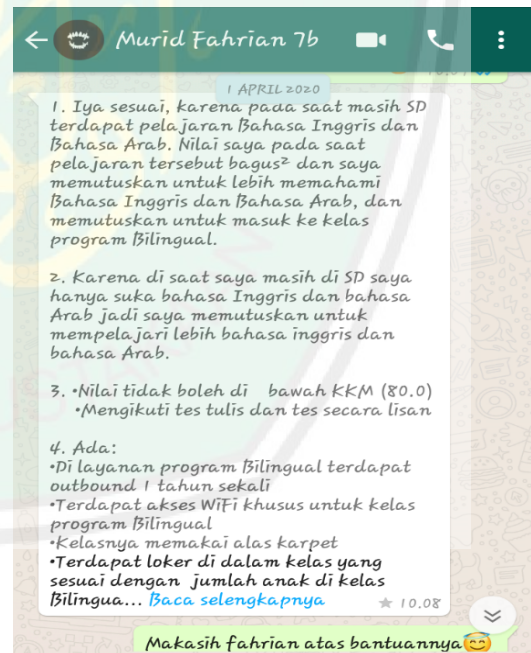 Murid Fahrian 7b
1 APRIL 2020
1. Iya sesuai, karena pada saat masih SD
terdapat pelajaran Bahasa Inggris dan
Bahasa Arab. Nilai saya pada saat
pelajaran tersebut bagus² dan saya
memutuskan untuk lebih memahami
Bahasa Inggris dan Bahasa Arab, dan
memutuskan untuk masuk ke kelas
program Bilingual.
2. Karena di saat saya masih di SD saya
hanya suka bahasa Inggris dan bahasa
Arab jadi saya memutuskan untuk
mempelajari lebih bahasa inggris dan
bahasa Arab.
3. •Nilai tidak boleh di bawah KKM (80.0)
•Mengikuti tes tulis dan tes secara lisan
4. Ada:
•Di layanan program Bilingual terdapat
outbound 1 tahun sekali
•Terdapat akses WiFi khusus untuk kelas
program Bilingual
•Kelasnya memakai alas karpet
•Terdapat loker di dalam kelas yang
sesuai dengan jumlah anak di kelas
Bilingua... Baca selengkapnya ★ 10.08
Makasih fahrian atas bantuannya😇